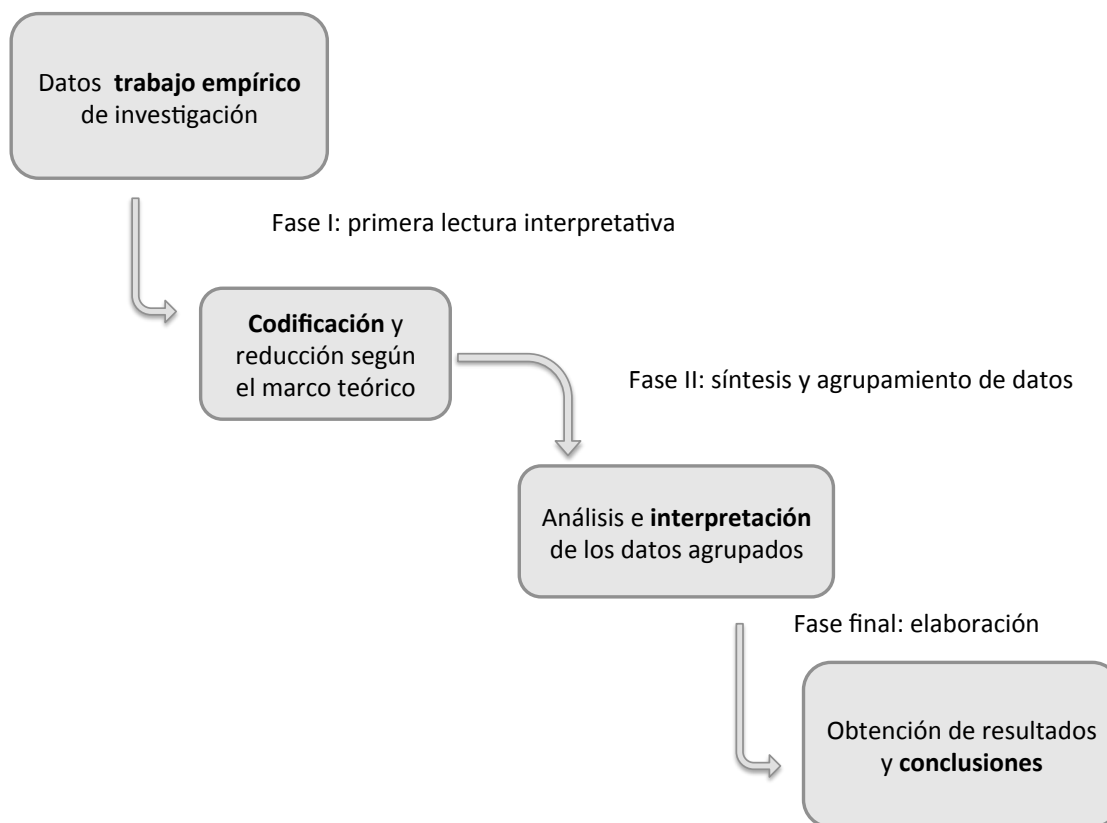 Datos trabajo empírico
de investigación
Fase I: primera lectura interpretativa
Codificación y
reducción según
el marco teórico
Fase II: síntesis y agrupamiento de datos
Análisis e interpretación
de los datos agrupados
Fase final: elaboración
Obtención de resultados
y conclusiones